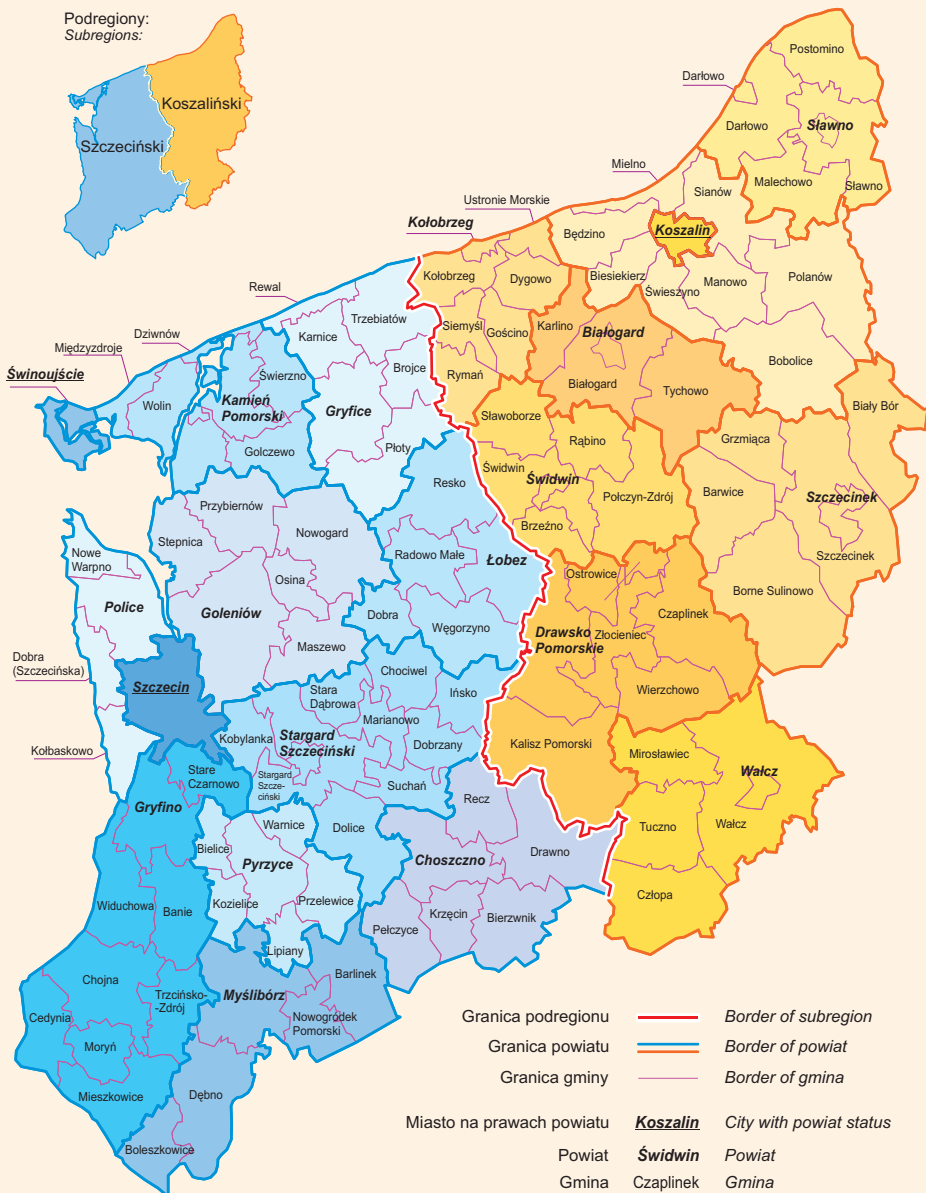 Podregiony:
Subregions:
Koszaliński
Szczeciński
Postomino
Darłowo
Darłowo
Sławno
Mielno
Malechowo
Sławno
Sianów
Ustronie Morskie
Kołobrzeg
Będzino
Koszalin
Kołobrzeg
Dygowo
Biesiekierz
Manowo
Polanów
Świeszyno
Rewal
Trzebiatów
Siemyśl
Gościno
Karlino
Białogard
Karnice
Dziwnów
Międzyzdroje
Bobolice
Świnoujście
Świerzno
Brojce
Rymań
Białogard
Tychowo
Wolin
Kamień
Pomorski
Gryfice
Biały Bór
Sławoborze
Rąbino
Grzmiąca
Golczewo
Płoty
Świdwin
Świdwin
Resko
Połczyn-Zdrój
Barwice
Szczecinek
Przybiernów
Nowogard
Brzeżno
Stepnica
Radowo Małe
Łobez
Szczecinek
Nowe
Warpno
Osina
Ostrowice
Borne Sulinowo
Police
Goleniów
Dobra
Węgorzyno
Czaplinek
Drawsko
Pomorskie
Złocieniec
Maszewo
Dobra
(Szczecińska)
Szczecin
Chociwel
Ińsko
Wierzchowo
Stara
Dąbrowa
Marianowo
Kobylanka
Stargard
Szczeciński
Dobrzany
Kalisz Pomorski
Mirosławiec
Wałcz
Kołbaskowo
Stare
Czarnowo
Stargard
Szcze-
ciński
Suchań
Gryfino
Recz
Warnice
Dolice
Tuczno
Wałcz
Bielice
Pyrzyce
Choszczno
Drawno
Człopa
Widuchowa
Banie
Kozielice
Przelewice
Krzęcin
Bierzwnik
Pełczyce
Lipiany
Chojna
Barlinek
Trzcińsko-
-Zdrój
Myślibórz
Cedynia
Nowogródek
Pomorski
Moryń
Mieszkowice
Dębno
Boleszkowice
Granica podregionu Border of subregion
Granica powiatu Border of powiat
Granica gminy Border of gmina
Miasto na prawach powiatu Koszalin City with powiat status
Powiat Świdwin Powiat
Gmina Czaplinek Gmina